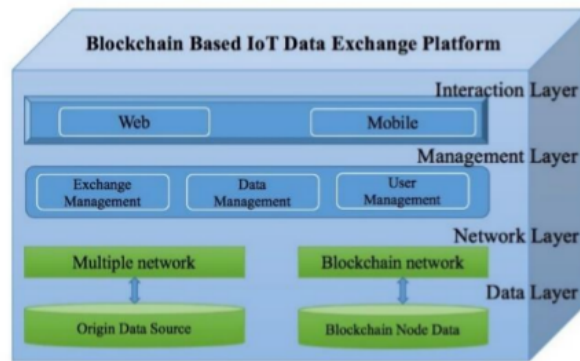 Blockchain Based IoT Data Exchange Platform
Interaction Layer
Web
Mobile
Management Layer
Exchange
Management
Data
Management
User
Management
Network Layer
Multiple network
Blockchain network
Data Layer
Origin Data Source
Blockchain Node Data